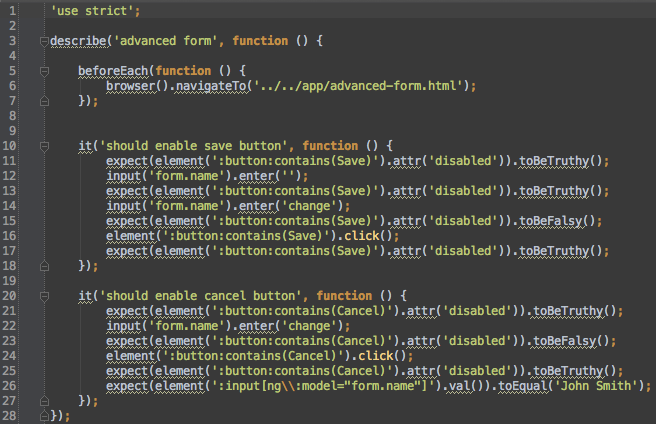 1 'use strict';
2
3 describe('advanced form', function () {
4
5     beforeEach(function () {
6         browser().navigateTo('../../app/advanced-form.html');
7     });
8
9
10     it('should enable save button', function () {
11         expect(element(':button:contains(Save)').attr('disabled')).toBeTruthy();
12         input('form.name').enter('');
13         expect(element(':button:contains(Save)').attr('disabled')).toBeTruthy();
14         input('form.name').enter('change');
15         expect(element(':button:contains(Save)').attr('disabled')).toBeFalsy();
16         element(':button:contains(Save)').click();
17         expect(element(':button:contains(Save)').attr('disabled')).toBeTruthy();
18     });
19
20     it('should enable cancel button', function () {
21         expect(element(':button:contains(Cancel)').attr('disabled')).toBeTruthy();
22         input('form.name').enter('change');
23         expect(element(':button:contains(Cancel)').attr('disabled')).toBeFalsy();
24         element(':button:contains(Cancel)').click();
25         expect(element(':button:contains(Cancel)').attr('disabled')).toBeTruthy();
26         expect(element(':input[ng\\:model="form.name"]').val()).toEqual('John Smith');
27     });
28 });